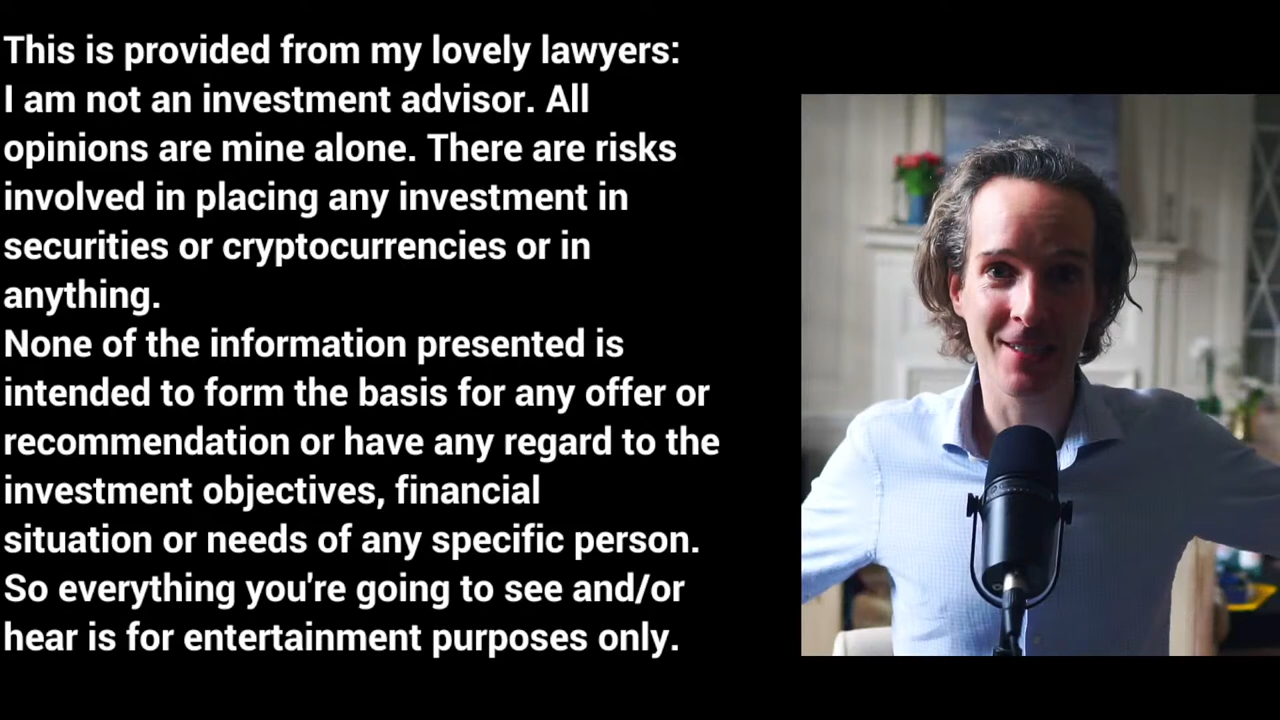 This is provided from my lovely lawyers:
I am not an investment advisor. All
opinions are mine alone. There are risks
involved in placing any investment in
securities or cryptocurrencies or in
anything.
None of the information presented is
intended to form the basis for any offer or
recommendation or have any regard to the
investment objectives, financial
situation or needs of any specific person.
So everything you're going to see and/or
hear is for entertainment purposes only.